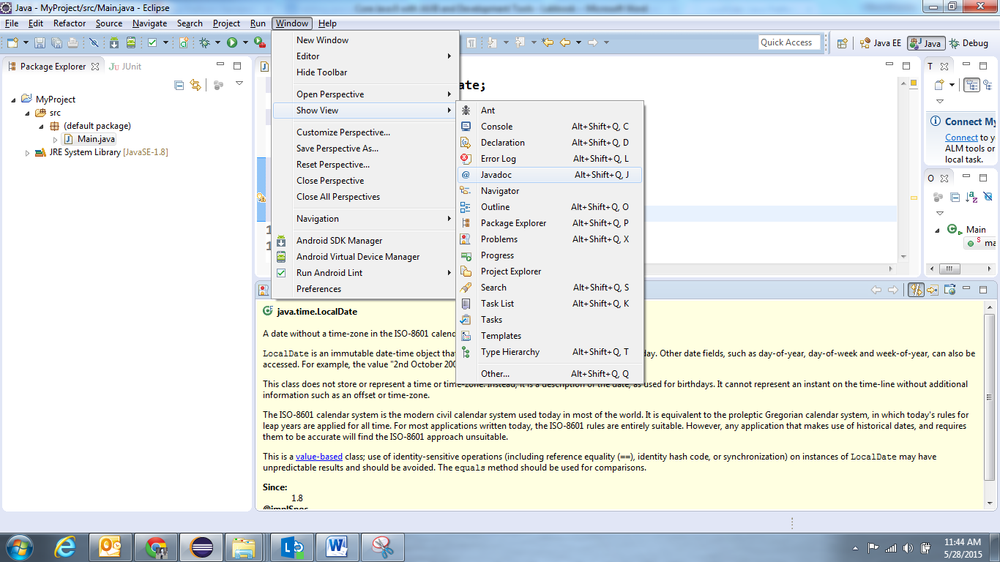 Java - MyProject/src/Main.java - Eclipse
File Edit Refactor Source Navigate Search Project Run Window Help
Quick Access
Java EE Java Debug
Package Explorer JUnit
MyProject
src
(default package)
Main.java
JRE System Library [JavaSE-1.8]
New Window
Editor
Hide Toolbar
Open Perspective
Show View
Customize Perspective...
Save Perspective As...
Reset Perspective...
Close Perspective
Close All Perspectives
Navigation
Android SDK Manager
Android Virtual Device Manager
Run Android Lint
Preferences
ate;
Ant
Console Alt+Shift+Q, C
Declaration Alt+Shift+Q, D
Error Log Alt+Shift+Q, L
@ Javadoc Alt+Shift+Q, J
Navigator
Outline Alt+Shift+Q, O
Package Explorer Alt+Shift+Q, P
Problems Alt+Shift+Q, X
Progress
Project Explorer
Search Alt+Shift+Q, S
Task List Alt+Shift+Q, K
Tasks
Templates
Type Hierarchy Alt+Shift+Q, T
Other... Alt+Shift+Q, Q
T
Connect My
Connect to y
ALM tools or
local task.
O
Main
ma
1
1
java.time.LocalDate
A date without a time-zone in the ISO-8601 calend
LocalDate is an immutable date-time object tha day. Other date fields, such as day-of-year, day-of-week and week-of-year, can also be
accessed. For example, the value "2nd October 200
This class does not store or represent a time or time-zone. Instead, it is a description of the date, as used for birthdays. It cannot represent an instant on the time-line without additional
information such as an offset or time-zone.
The ISO-8601 calendar system is the modern civil calendar system used today in most of the world. It is equivalent to the proleptic Gregorian calendar system, in which today's rules for
leap years are applied for all time. For most applications written today, the ISO-8601 rules are entirely suitable. However, any application that makes use of historical dates, and requires
them to be accurate will find the ISO-8601 approach unsuitable.
This is a value-based class; use of identity-sensitive operations (including reference equality (==), identity hash code, or synchronization) on instances of LocalDate may have
unpredictable results and should be avoided. The equals method should be used for comparisons.
Since:
1.8
@implSpec
11:44 AM
5/28/2015